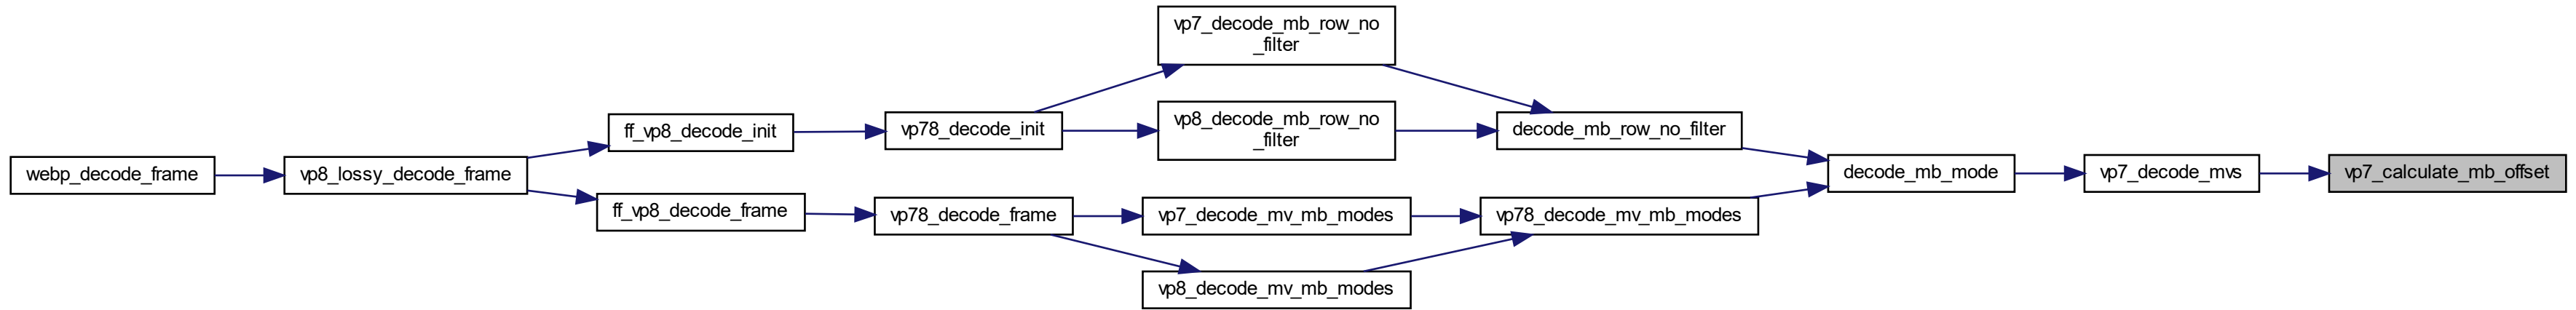 webp_decode_frame
vp8_lossy_decode_frame
ff_vp8_decode_init
ff_vp8_decode_frame
vp78_decode_init
vp78_decode_frame
vp7_decode_mb_row_no
_filter
vp8_decode_mb_row_no
_filter
vp7_decode_mv_mb_modes
vp8_decode_mv_mb_modes
decode_mb_row_no_filter
vp78_decode_mv_mb_modes
decode_mb_mode
vp7_decode_mvs
vp7_calculate_mb_offset